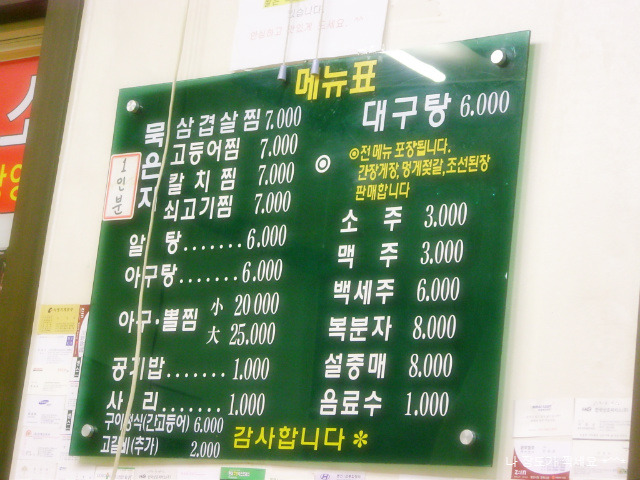 메뉴표
묵은지
1인분
삼겹살찜 7,000
고등어찜 7,000
칼치찜 7,000
쇠고기찜 7,000
알 탕....... 6.000
아구탕....... 6.000
아구·뽈찜 小 20 000
大 25.000
공기밥....... 1.000
사 리....... 1.000
구이정식(간고등어) 6.000
고갈비(추가) 2.000
대구탕 6.000
◎전 메뉴 포장됩니다.
간장게장, 멍게젖갈, 조선된장
판매합니다
소 주 3.000
맥 주 3.000
백세주 6.000
복분자 8.000
설중매 8.000
음료수 1.000
감사합니다 ✻